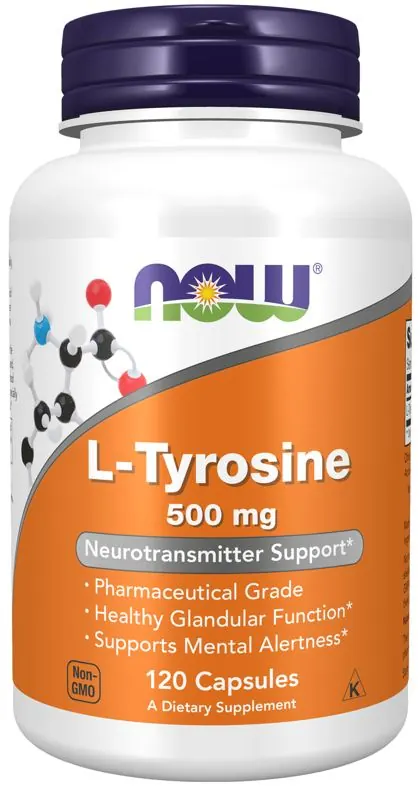 now®
L-Tyrosine
500 mg
Neurotransmitter Support*
• Pharmaceutical Grade
• Healthy Glandular Function*
• Supports Mental Alertness*
Non-
GMO
120 Capsules
K
A Dietary Supplement